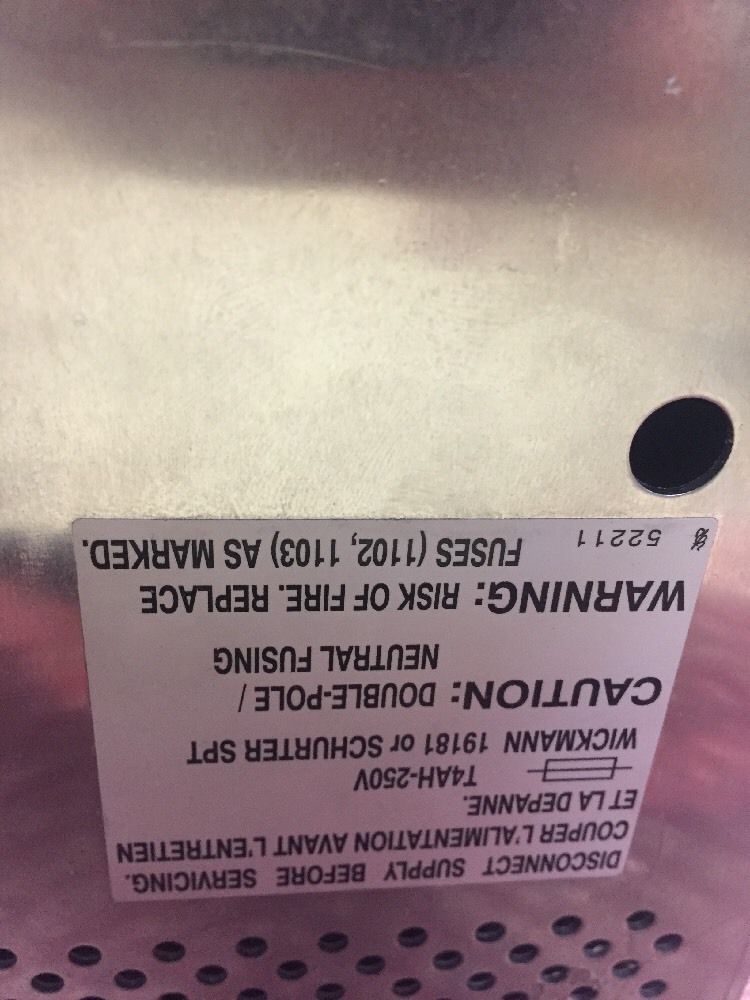 DISCONNECT SUPPLY BEFORE SERVICING.
COUPER L'ALIMENTATION AVANT L'ENTRETIEN
ET LA DEPANNE.
T4AH-250V
WICKMANN 19181 or SCHURTER SPT
CAUTION: DOUBLE-POLE /
NEUTRAL FUSING
WARNING: RISK OF FIRE. REPLACE
FUSES (1102, 1103) AS MARKED.
52211